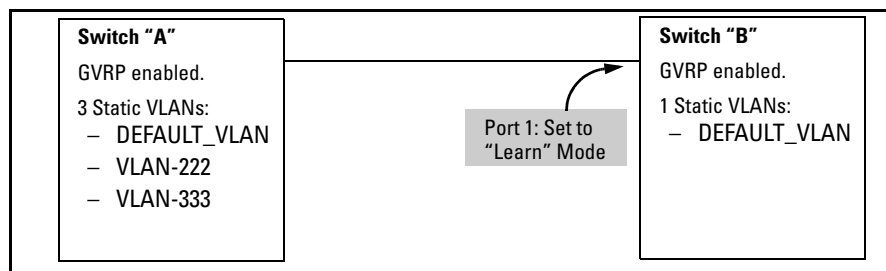 Switch “A”
GVRP enabled.
3 Static VLANs:
– DEFAULT_VLAN
– VLAN-222
– VLAN-333
Port 1: Set to
“Learn” Mode
Switch “B”
GVRP enabled.
1 Static VLANs:
– DEFAULT_VLAN